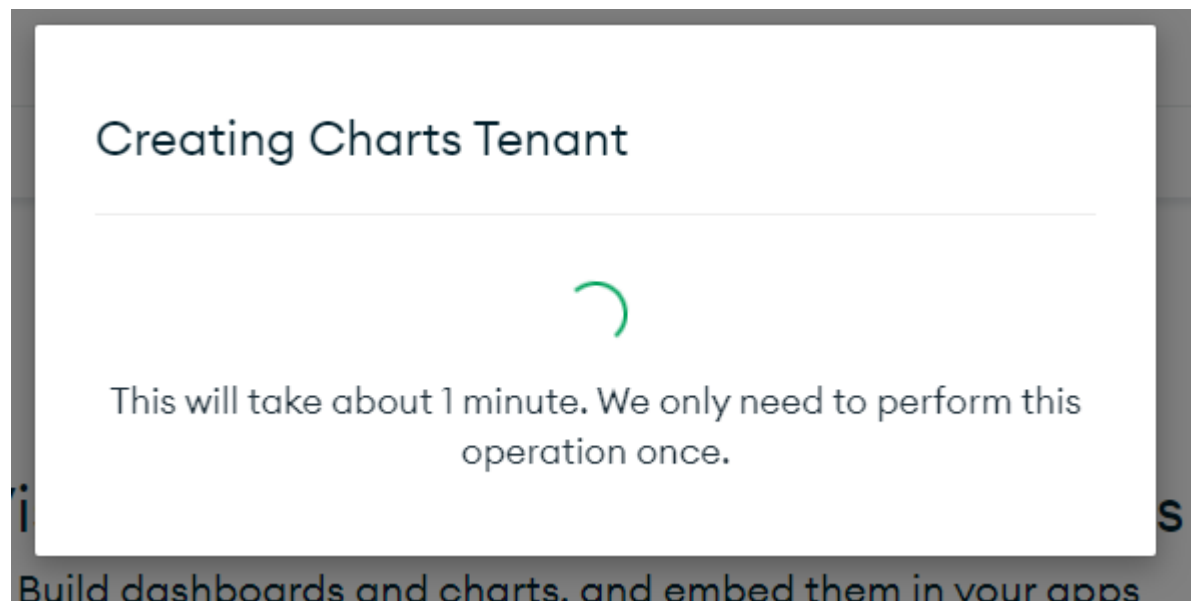 Creating Charts Tenant
This will take about 1 minute. We only need to perform this
operation once.
Build dashboards and charts, and embed them in your apps